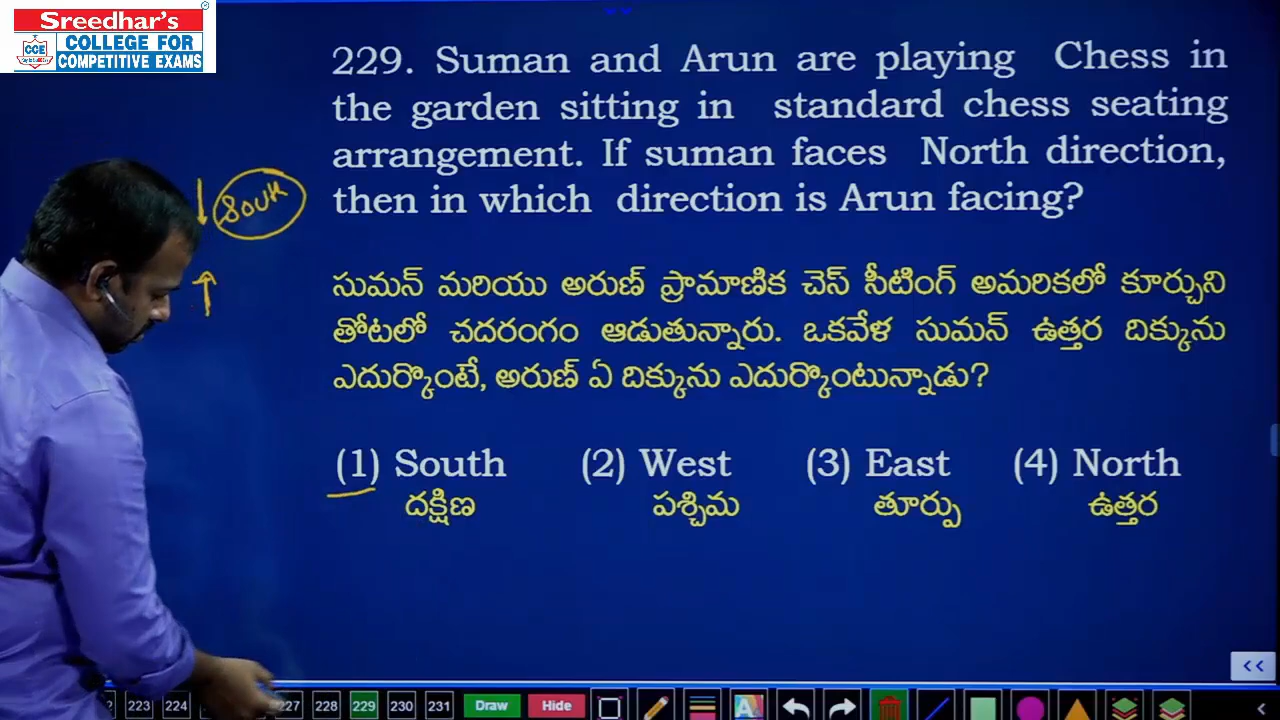 Sreedhar's
CCE
COLLEGE FOR
COMPETITIVE EXAMS
229. Suman and Arun are playing Chess in
the garden sitting in standard chess seating
arrangement. If suman faces North direction,
then in which direction is Arun facing?
South
సుమన్ మరియు అరుణ్ ప్రామాణిక చెస్ సీటింగ్ అమరికలో కూర్చుని
తోటలో చదరంగం ఆడుతున్నారు. ఒకవేళ సుమన్ ఉత్తర దిక్కును
ఎదుర్కొంటే, అరుణ్ ఏ దిక్కును ఎదుర్కొంటున్నాడు?
(1) South (2) West (3) East (4) North
దక్షిణ పశ్చిమ తూర్పు ఉత్తర
<<
223 224 227 228 229 230 231 Draw Hide A <